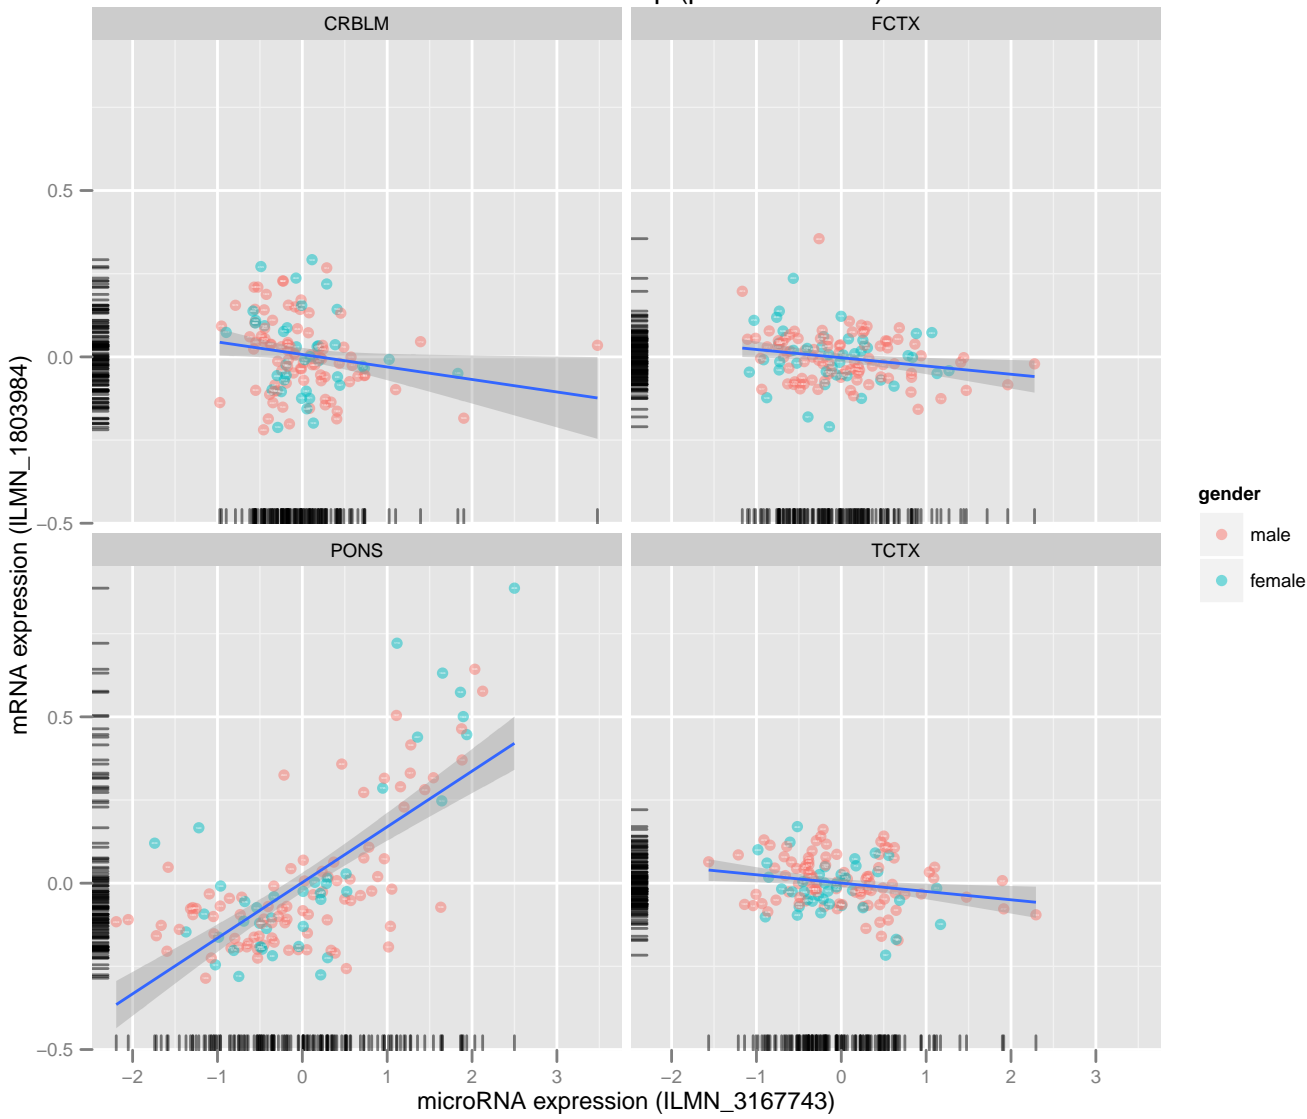 CRBLM
FCTX
0.5
0.0
−0.5
PONS
TCTX
0.5
0.0
−0.5
−2
−1
0
1
2
3
−2
−1
0
1
2
3
microRNA expression (ILMN_3167743)
mRNA expression (ILMN_1803984)
gender
male
female